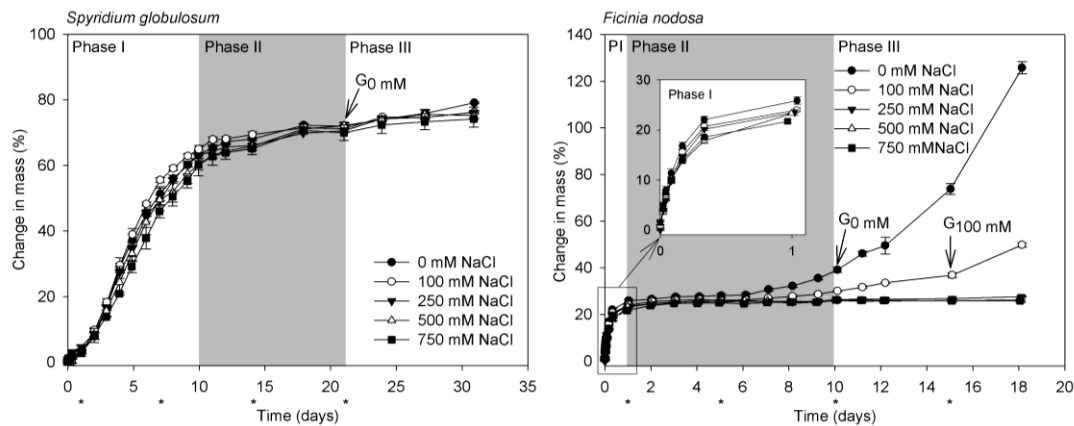 Spyridium globulosum
Phase I
Phase II
Phase III
G0 mM
Change in mass (%)
100
80
60
40
20
0
0 mM NaCl
100 mM NaCl
250 mM NaCl
500 mM NaCl
750 mM NaCl
0 5 10 15 20 25 30 35
* * * *
Time (days)
Ficinia nodosa
PI
Phase II
Phase III
0 mM NaCl
100 mM NaCl
250 mM NaCl
500 mM NaCl
750 mMNaCl
Change in mass (%)
140
120
100
80
60
40
20
0
30
20
10
0
Phase I
0 1
G0 mM
G100 mM
0 2 4 6 8 10 12 14 16 18 20
* * * *
Time (days)